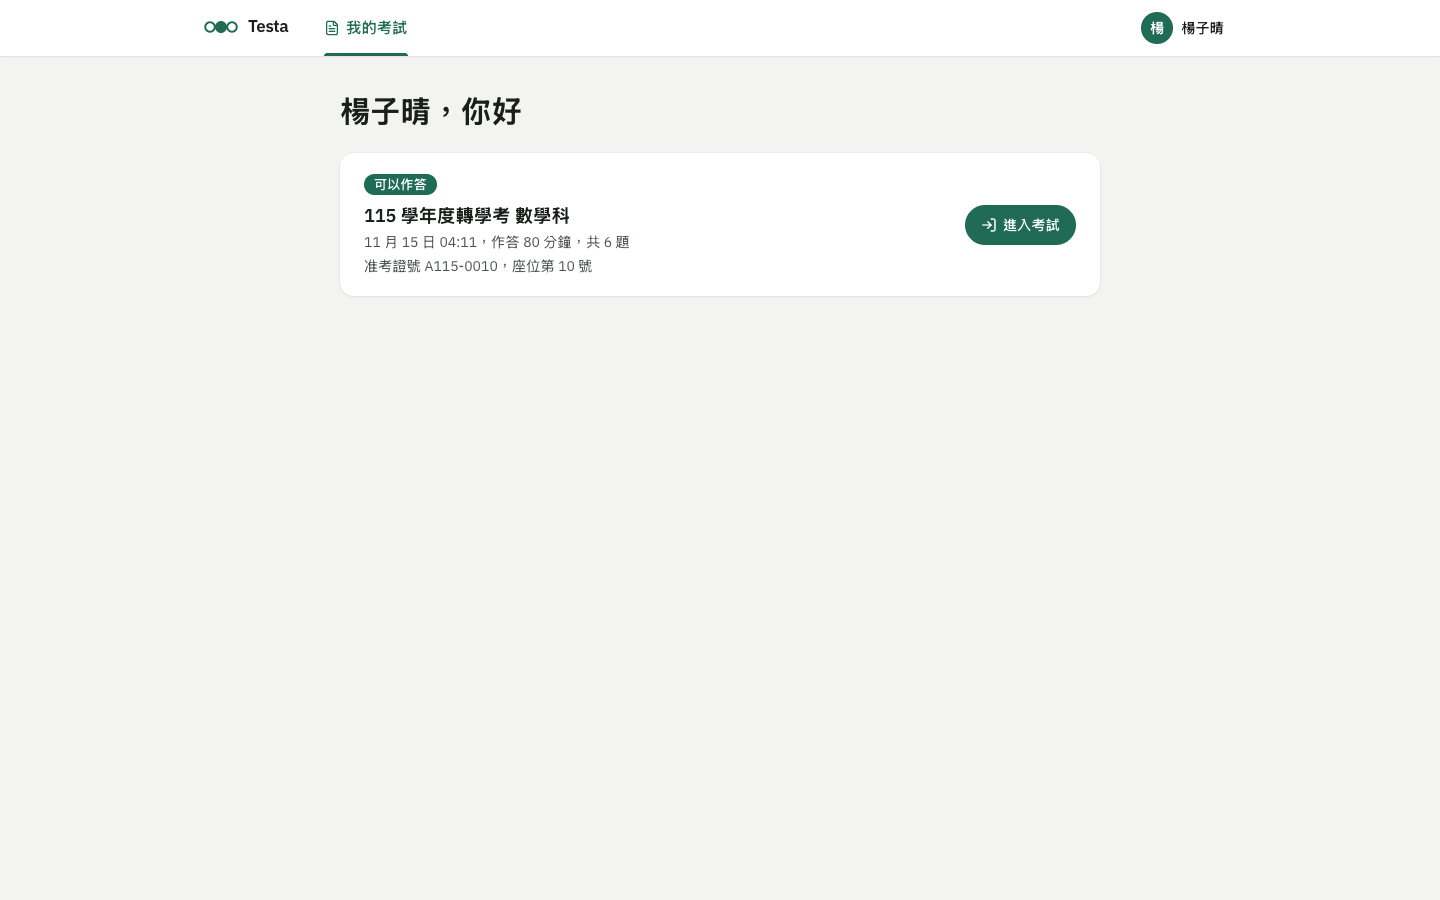 Testa
我的考試
楊
楊子晴
楊子晴，你好
可以作答
115 學年度轉學考 數學科
11 月 15 日 04:11，作答 80 分鐘，共 6 題
准考證號 A115-0010，座位第 10 號
進入考試